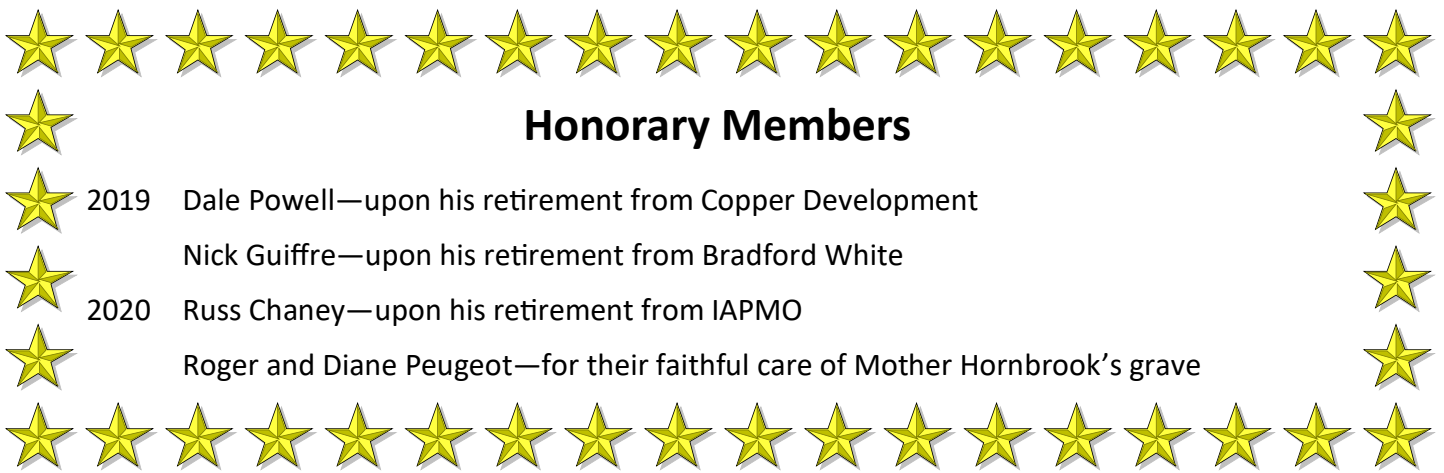 Honorary Members
2019 Dale Powell—upon his retirement from Copper Development
Nick Guiffre—upon his retirement from Bradford White
2020 Russ Chaney—upon his retirement from IAPMO
Roger and Diane Peugeot—for their faithful care of Mother Hornbrook’s grave